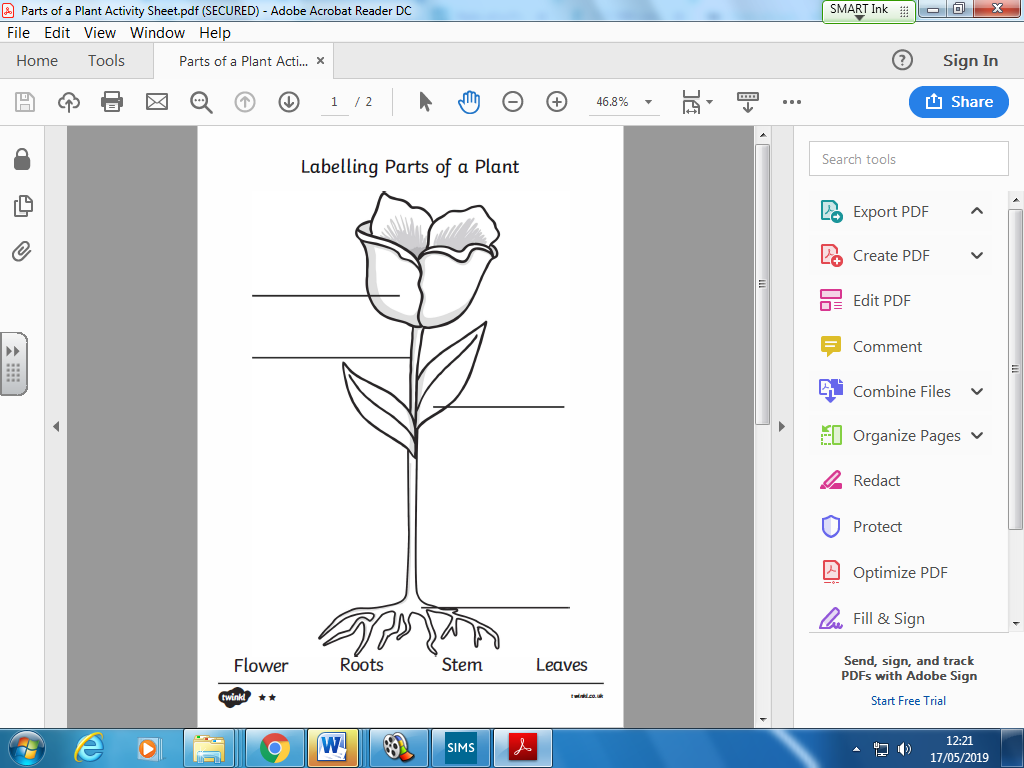 Parts of a Plant Activity Sheet.pdf (SECURED) - Adobe Acrobat Reader DC
SMART Ink
File Edit View Window Help
Home Tools Parts of a Plant Acti... ×
Sign In
1 / 2
46.8%
Share
Labelling Parts of a Plant
Flower Roots Stem Leaves
twinkl
twinkl.co.uk
Search tools
Export PDF
Create PDF
Edit PDF
Comment
Combine Files
Organize Pages
Redact
Protect
Optimize PDF
Fill & Sign
Send, sign, and track
PDFs with Adobe Sign
Start Free Trial
SIMS
12:21
17/05/2019